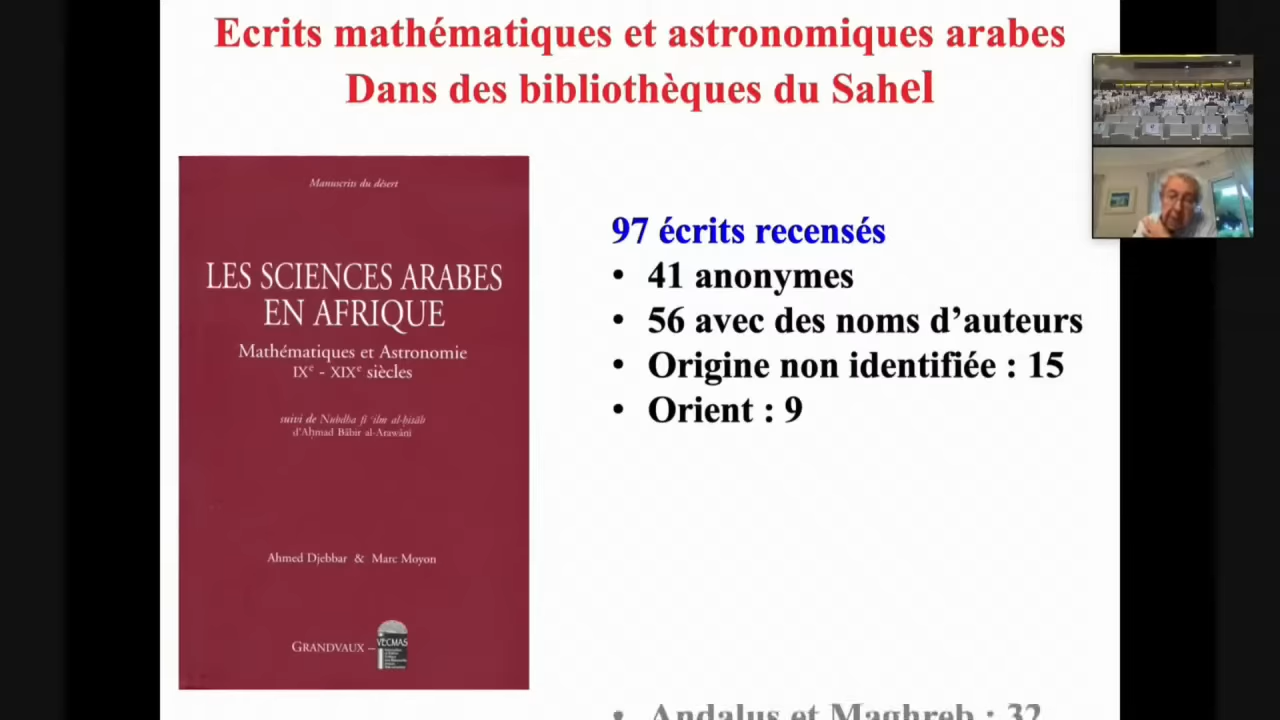 Ecrits mathématiques et astronomiques arabes
Dans des bibliothèques du Sahel
Manuscrits du désert
LES SCIENCES ARABES
EN AFRIQUE
Mathématiques et Astronomie
IXe - XIXe siècles
suivi de Nubdha fī ʿilm al-ḥisāb
d'Aḥmad Bābir al-Arawānī
Ahmed Djebbar & Marc Moyon
GRANDVAUX – VECMAS
97 écrits recensés
• 41 anonymes
• 56 avec des noms d’auteurs
• Origine non identifiée : 15
• Orient : 9
• Andalus et Maghreb : 32